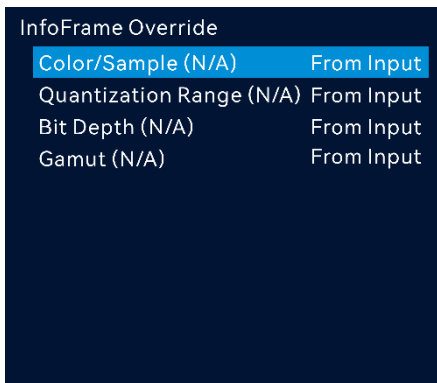 InfoFrame Override
Color/Sample (N/A) From Input
Quantization Range (N/A) From Input
Bit Depth (N/A) From Input
Gamut (N/A) From Input